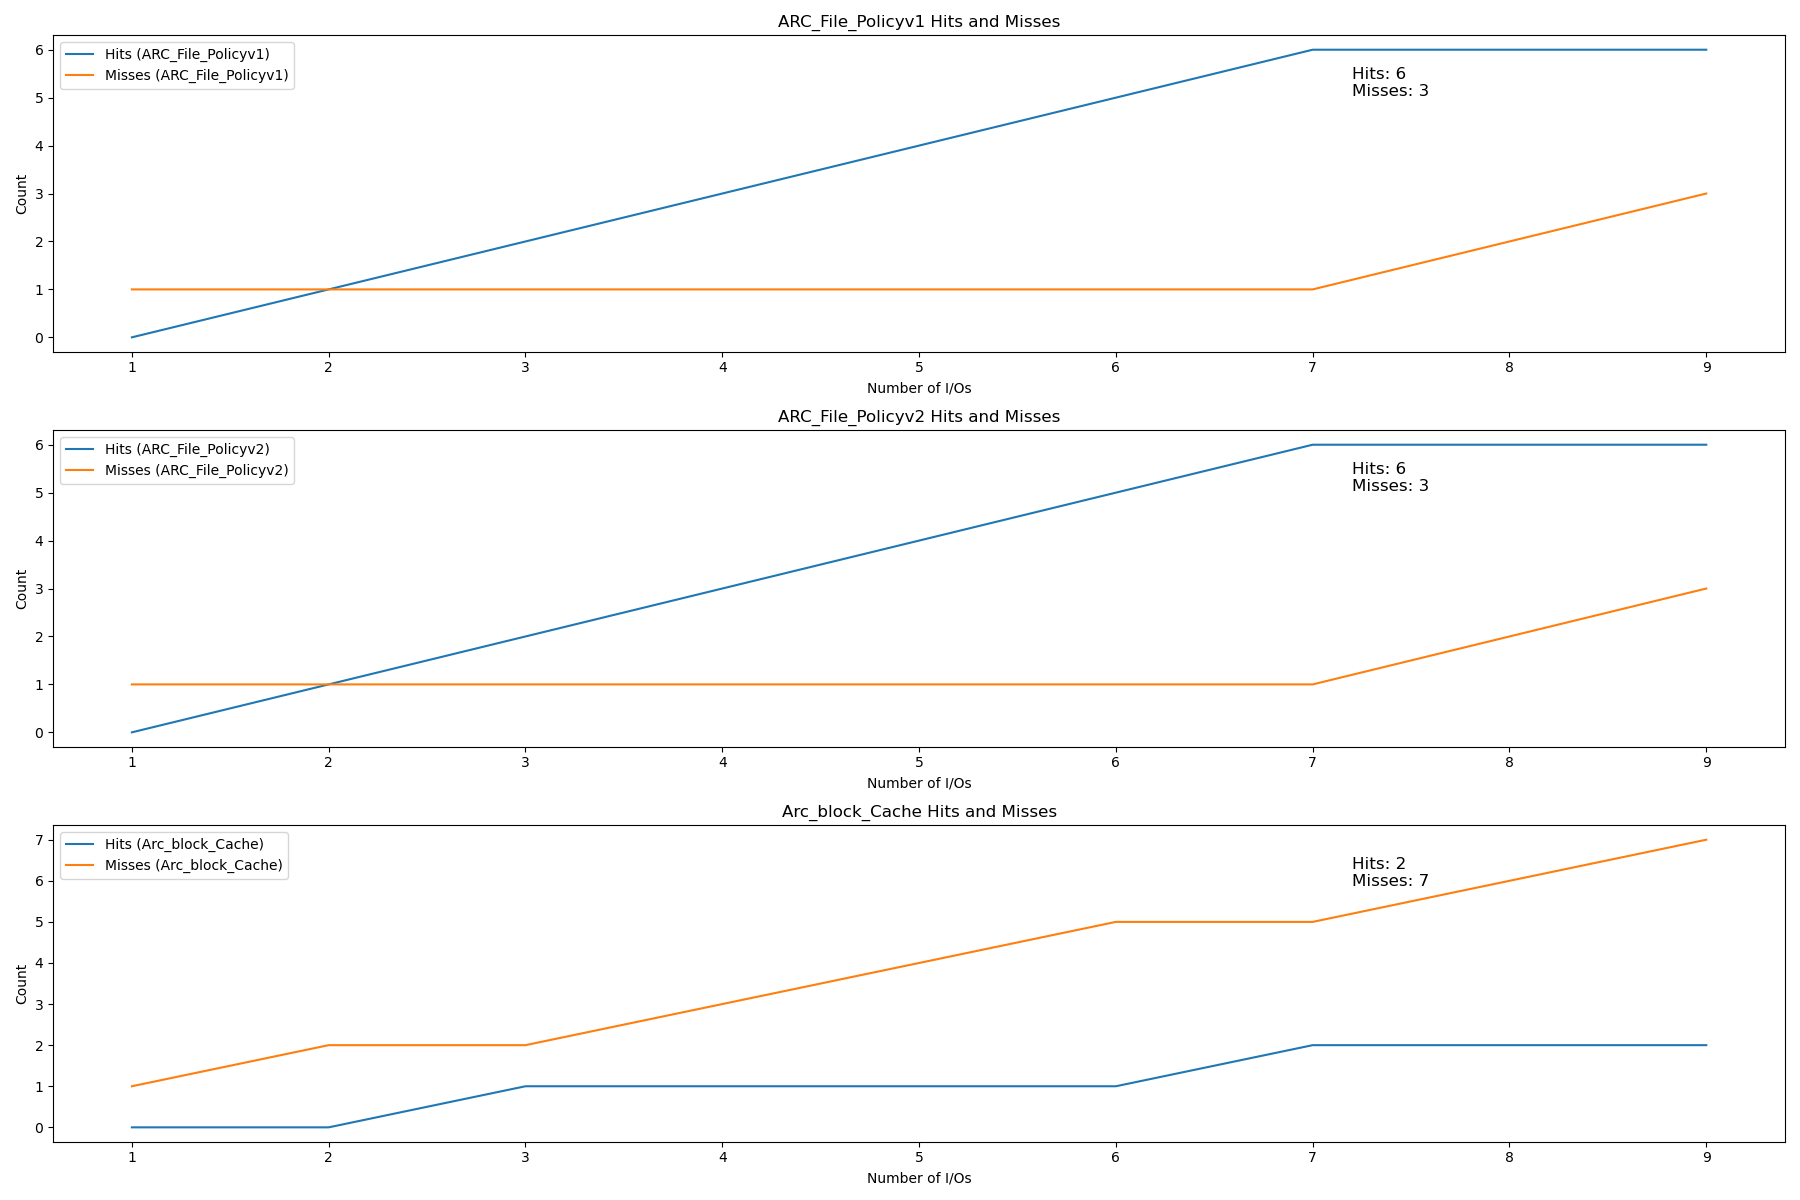 ARC_File_Policyv1 Hits and Misses
Hits (ARC_File_Policyv1)
Misses (ARC_File_Policyv1)
Hits: 6
Misses: 3
6
5
4
3
2
1
0
Count
1 2 3 4 5 6 7 8 9
Number of I/Os
ARC_File_Policyv2 Hits and Misses
Hits (ARC_File_Policyv2)
Misses (ARC_File_Policyv2)
Hits: 6
Misses: 3
6
5
4
3
2
1
0
Count
1 2 3 4 5 6 7 8 9
Number of I/Os
Arc_block_Cache Hits and Misses
Hits (Arc_block_Cache)
Misses (Arc_block_Cache)
Hits: 2
Misses: 7
7
6
5
4
3
2
1
0
Count
1 2 3 4 5 6 7 8 9
Number of I/Os